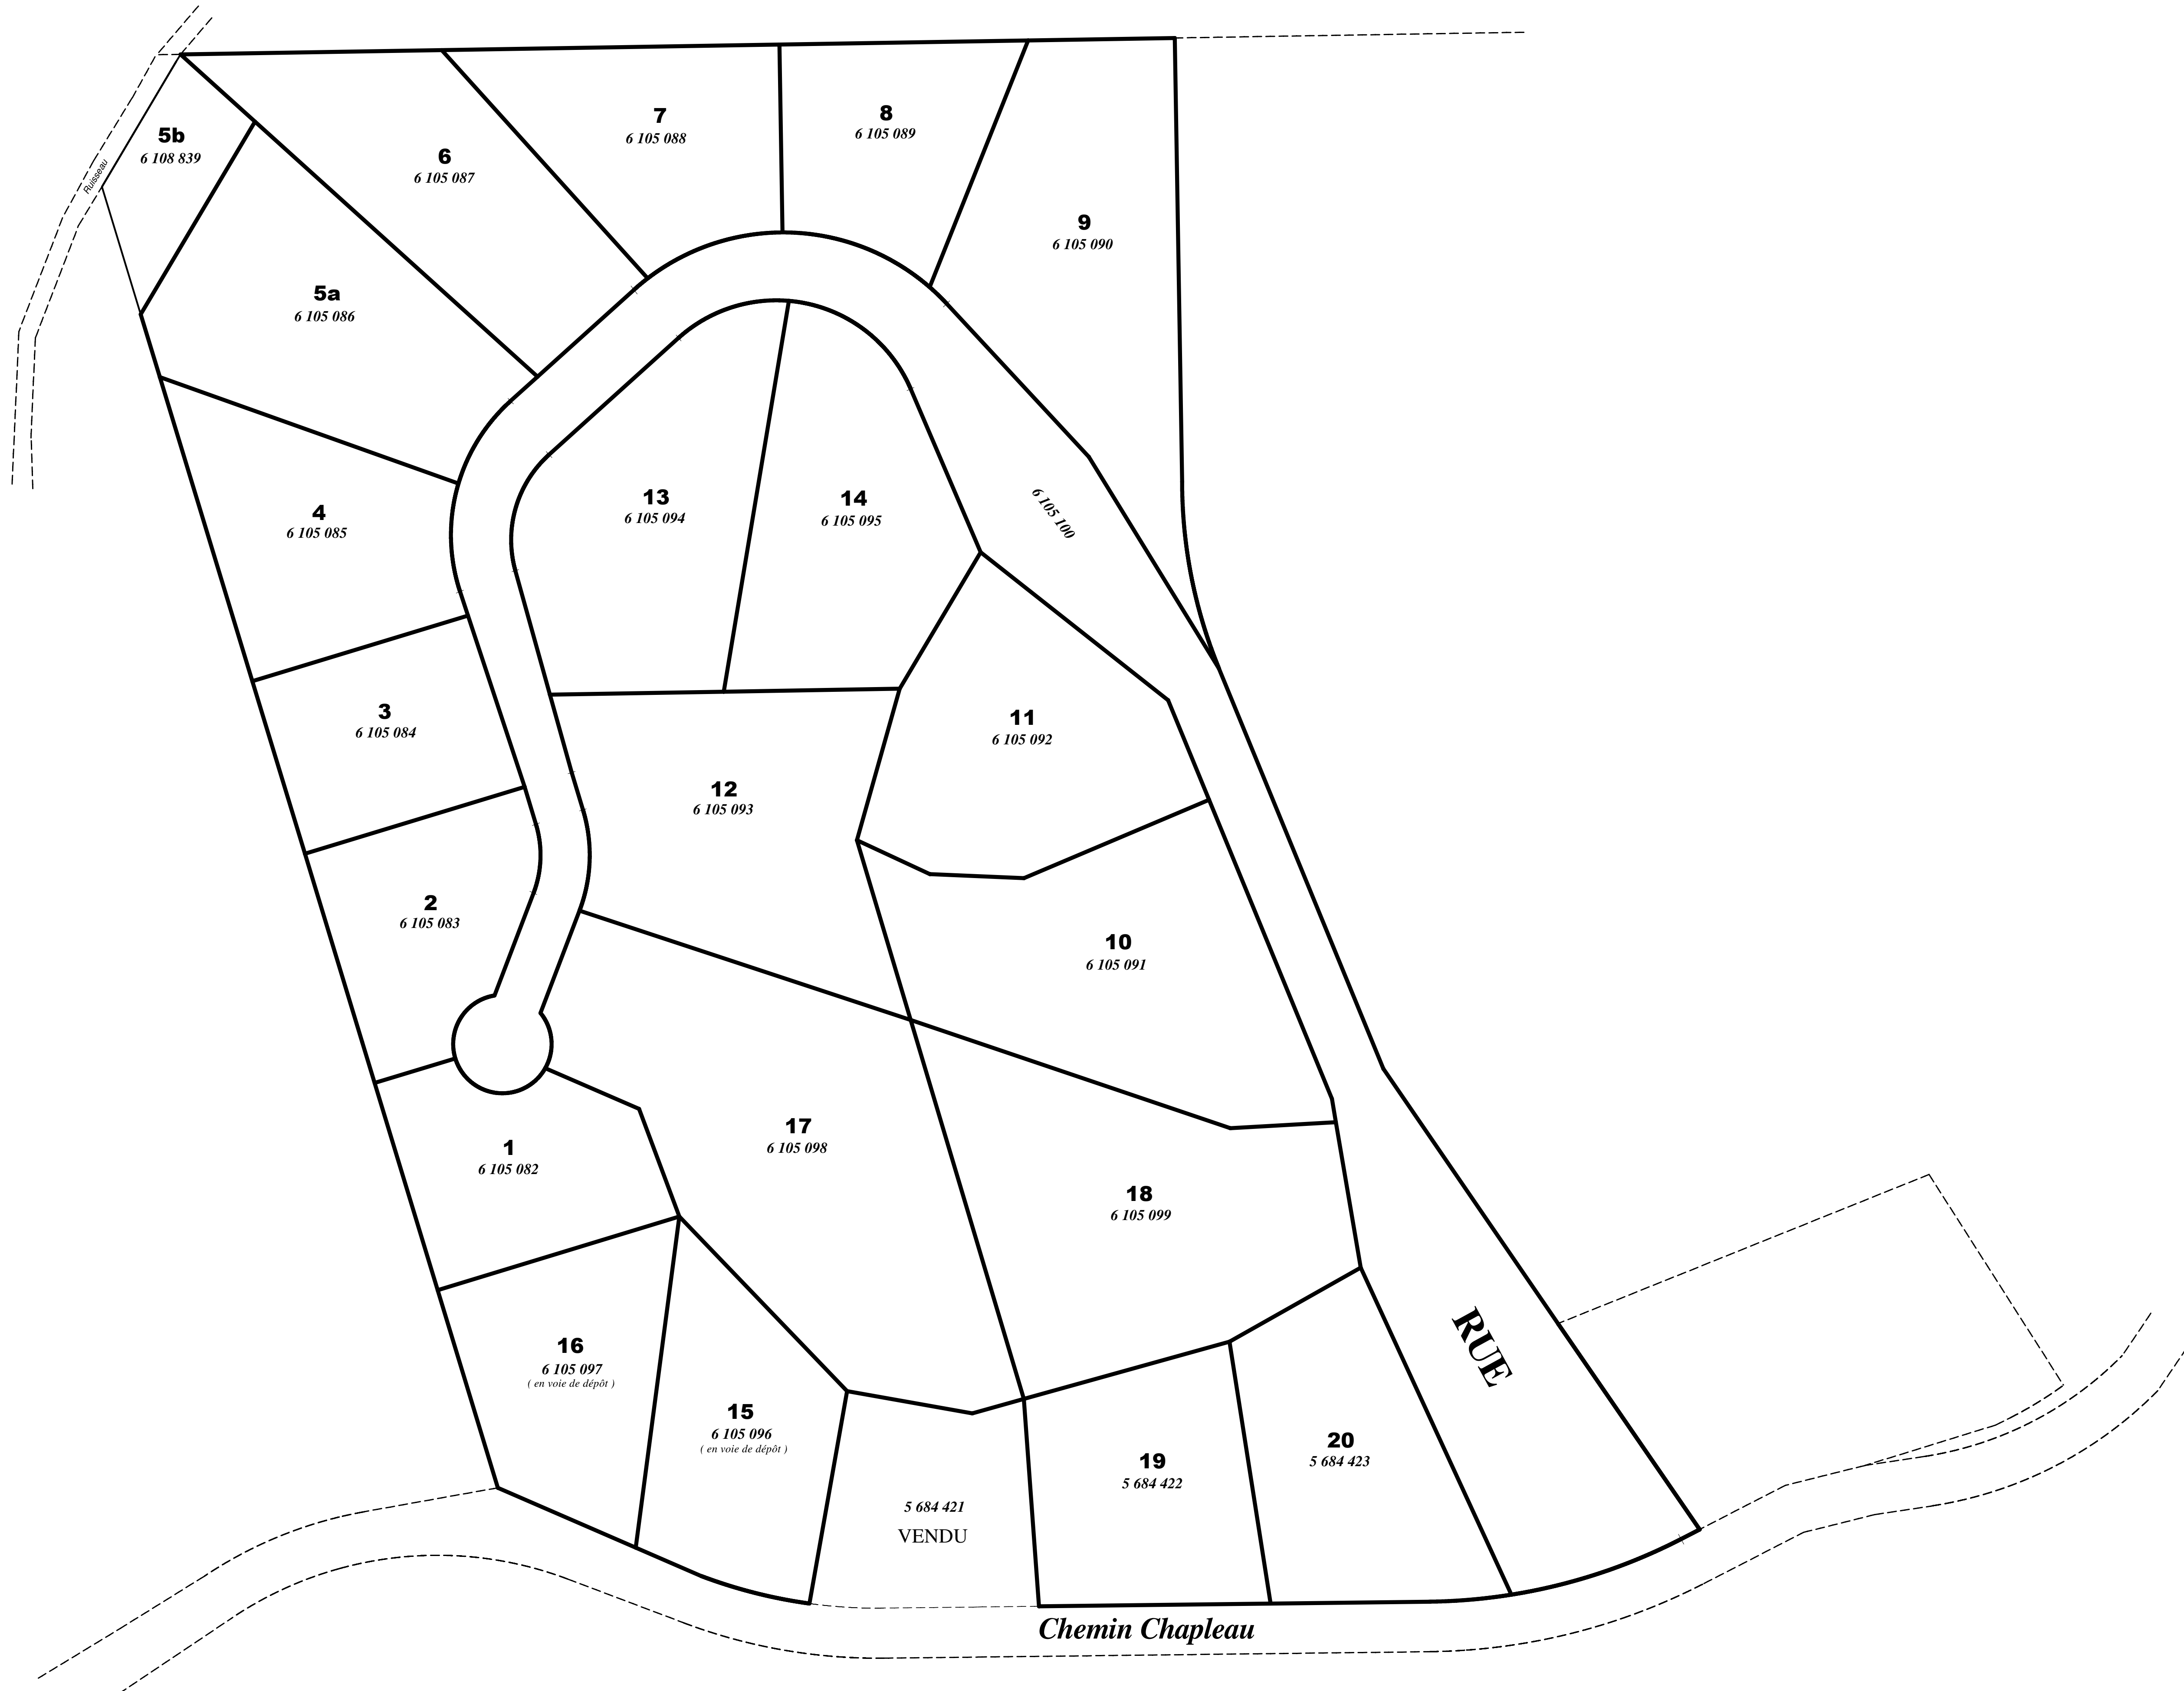 5b
6 108 839
Ruisseau
6
6 105 087
7
6 105 088
8
6 105 089
9
6 105 090
5a
6 105 086
4
6 105 085
13
6 105 094
14
6 105 095
6 105 100
3
6 105 084
12
6 105 093
11
6 105 092
2
6 105 083
10
6 105 091
1
6 105 082
17
6 105 098
18
6 105 099
16
6 105 097
( en voie de dépôt )
15
6 105 096
( en voie de dépôt )
5 684 421
VENDU
19
5 684 422
20
5 684 423
RUE
Chemin Chapleau